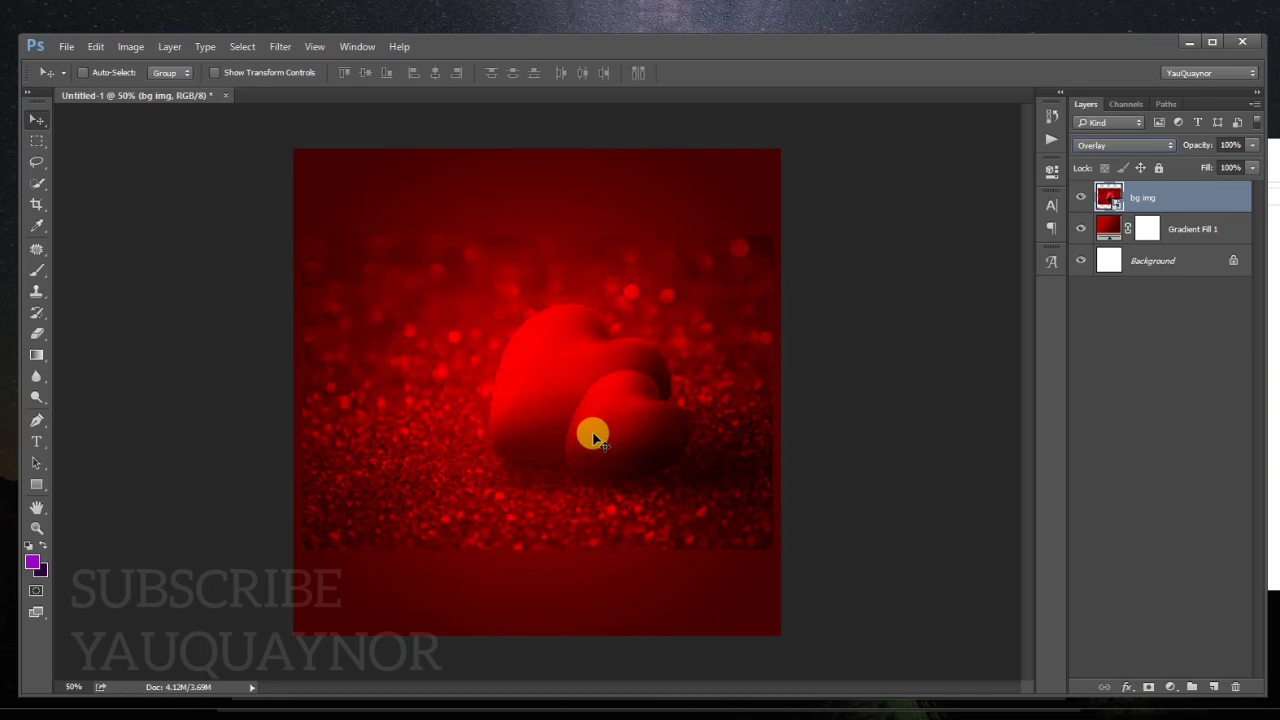 Ps File Edit Image Layer Type Select Filter View Window Help
Auto-Select: Group Show Transform Controls YauQuaynor
Untitled-1 @ 50% (bg img, RGB/8) * ×
Layers Channels Paths
Kind
Overlay Opacity: 100%
Lock: Fill: 100%
bg img
Gradient Fill 1
Background
SUBSCRIBE
YAUQUAYNOR
50% Doc: 4.12M/3.69M